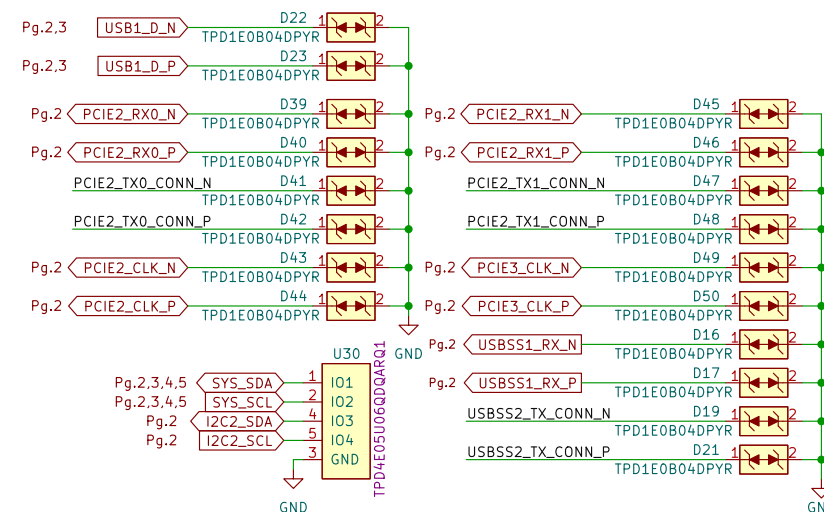 Pg.2,3 USB1_D_N D22 1 2
TPD1E0B04DPYR
Pg.2,3 USB1_D_P D23 1 2
TPD1E0B04DPYR
Pg.2 PCIE2_RX0_N D39 1 2
TPD1E0B04DPYR
Pg.2 PCIE2_RX0_P D40 1 2
TPD1E0B04DPYR
PCIE2_TX0_CONN_N D41 1 2
TPD1E0B04DPYR
PCIE2_TX0_CONN_P D42 1 2
TPD1E0B04DPYR
Pg.2 PCIE2_CLK_N D43 1 2
TPD1E0B04DPYR
Pg.2 PCIE2_CLK_P D44 1 2
TPD1E0B04DPYR
GND
Pg.2 PCIE2_RX1_N D45 1 2
TPD1E0B04DPYR
Pg.2 PCIE2_RX1_P D46 1 2
TPD1E0B04DPYR
PCIE2_TX1_CONN_N D47 1 2
TPD1E0B04DPYR
PCIE2_TX1_CONN_P D48 1 2
TPD1E0B04DPYR
Pg.2 PCIE3_CLK_N D49 1 2
TPD1E0B04DPYR
Pg.2 PCIE3_CLK_P D50 1 2
TPD1E0B04DPYR
Pg.2 USBSS1_RX_N D16 1 2
TPD1E0B04DPYR
Pg.2 USBSS1_RX_P D17 1 2
TPD1E0B04DPYR
USBSS2_TX_CONN_N D19 1 2
TPD1E0B04DPYR
USBSS2_TX_CONN_P D21 1 2
TPD1E0B04DPYR
GN
U30
TPD4E05U06QDQARQ1
Pg.2,3,4,5 SYS_SDA 1 IO1
Pg.2,3,4,5 SYS_SCL 2 IO2
Pg.2 I2C2_SDA 4 IO3
Pg.2 I2C2_SCL 5 IO4
3 GND
GND